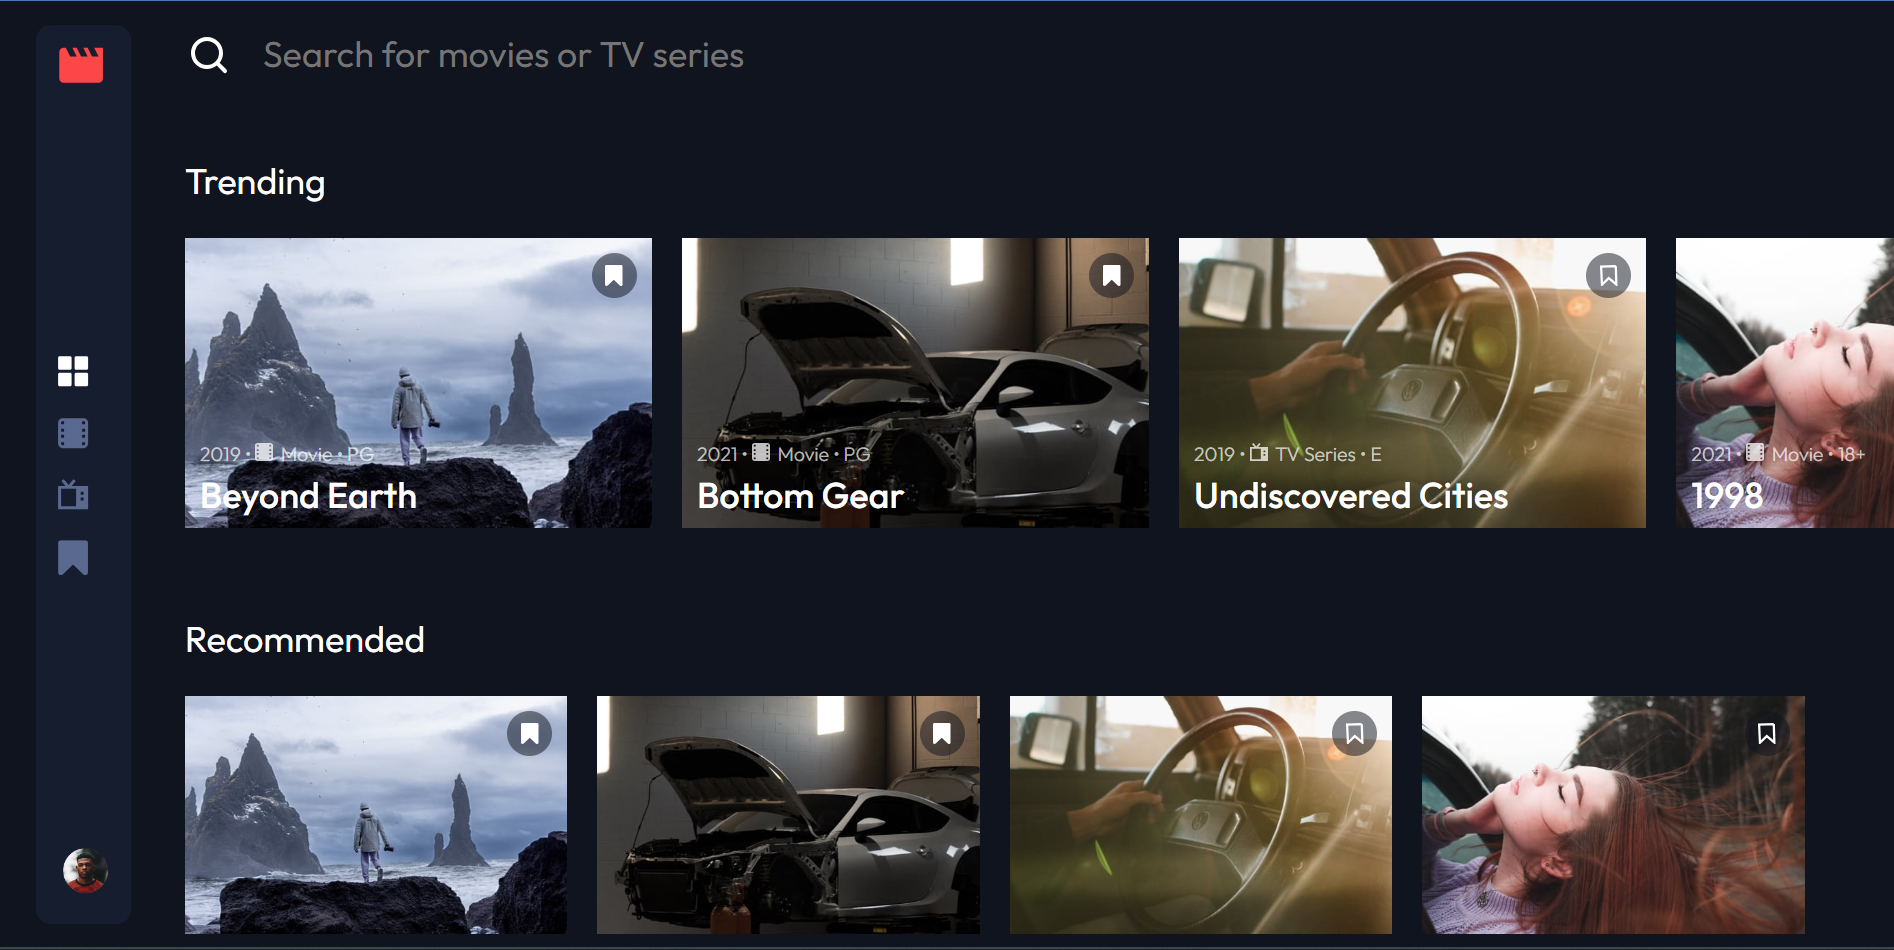 Search for movies or TV series
Trending
2019 • Movie • PG
Beyond Earth
2021 • Movie • PG
Bottom Gear
2019 • TV Series • E
Undiscovered Cities
2021 • Movie • 18+
1998
Recommended